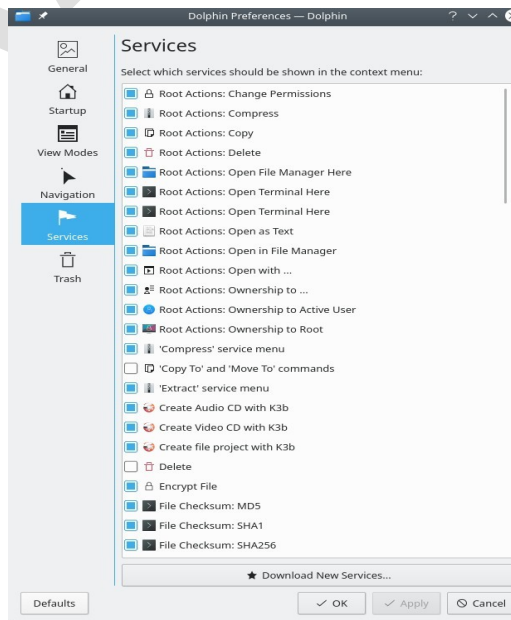 Dolphin Preferences — Dolphin
General
Startup
View Modes
Navigation
Services
Trash
Services
Select which services should be shown in the context menu:
Root Actions: Change Permissions
Root Actions: Compress
Root Actions: Copy
Root Actions: Delete
Root Actions: Open File Manager Here
Root Actions: Open Terminal Here
Root Actions: Open Terminal Here
Root Actions: Open as Text
Root Actions: Open in File Manager
Root Actions: Open with ...
Root Actions: Ownership to ...
Root Actions: Ownership to Active User
Root Actions: Ownership to Root
'Compress' service menu
'Copy To' and 'Move To' commands
'Extract' service menu
Create Audio CD with K3b
Create Video CD with K3b
Create file project with K3b
Delete
Encrypt File
File Checksum: MD5
File Checksum: SHA1
File Checksum: SHA256
Download New Services...
Defaults
OK
Apply
Cancel